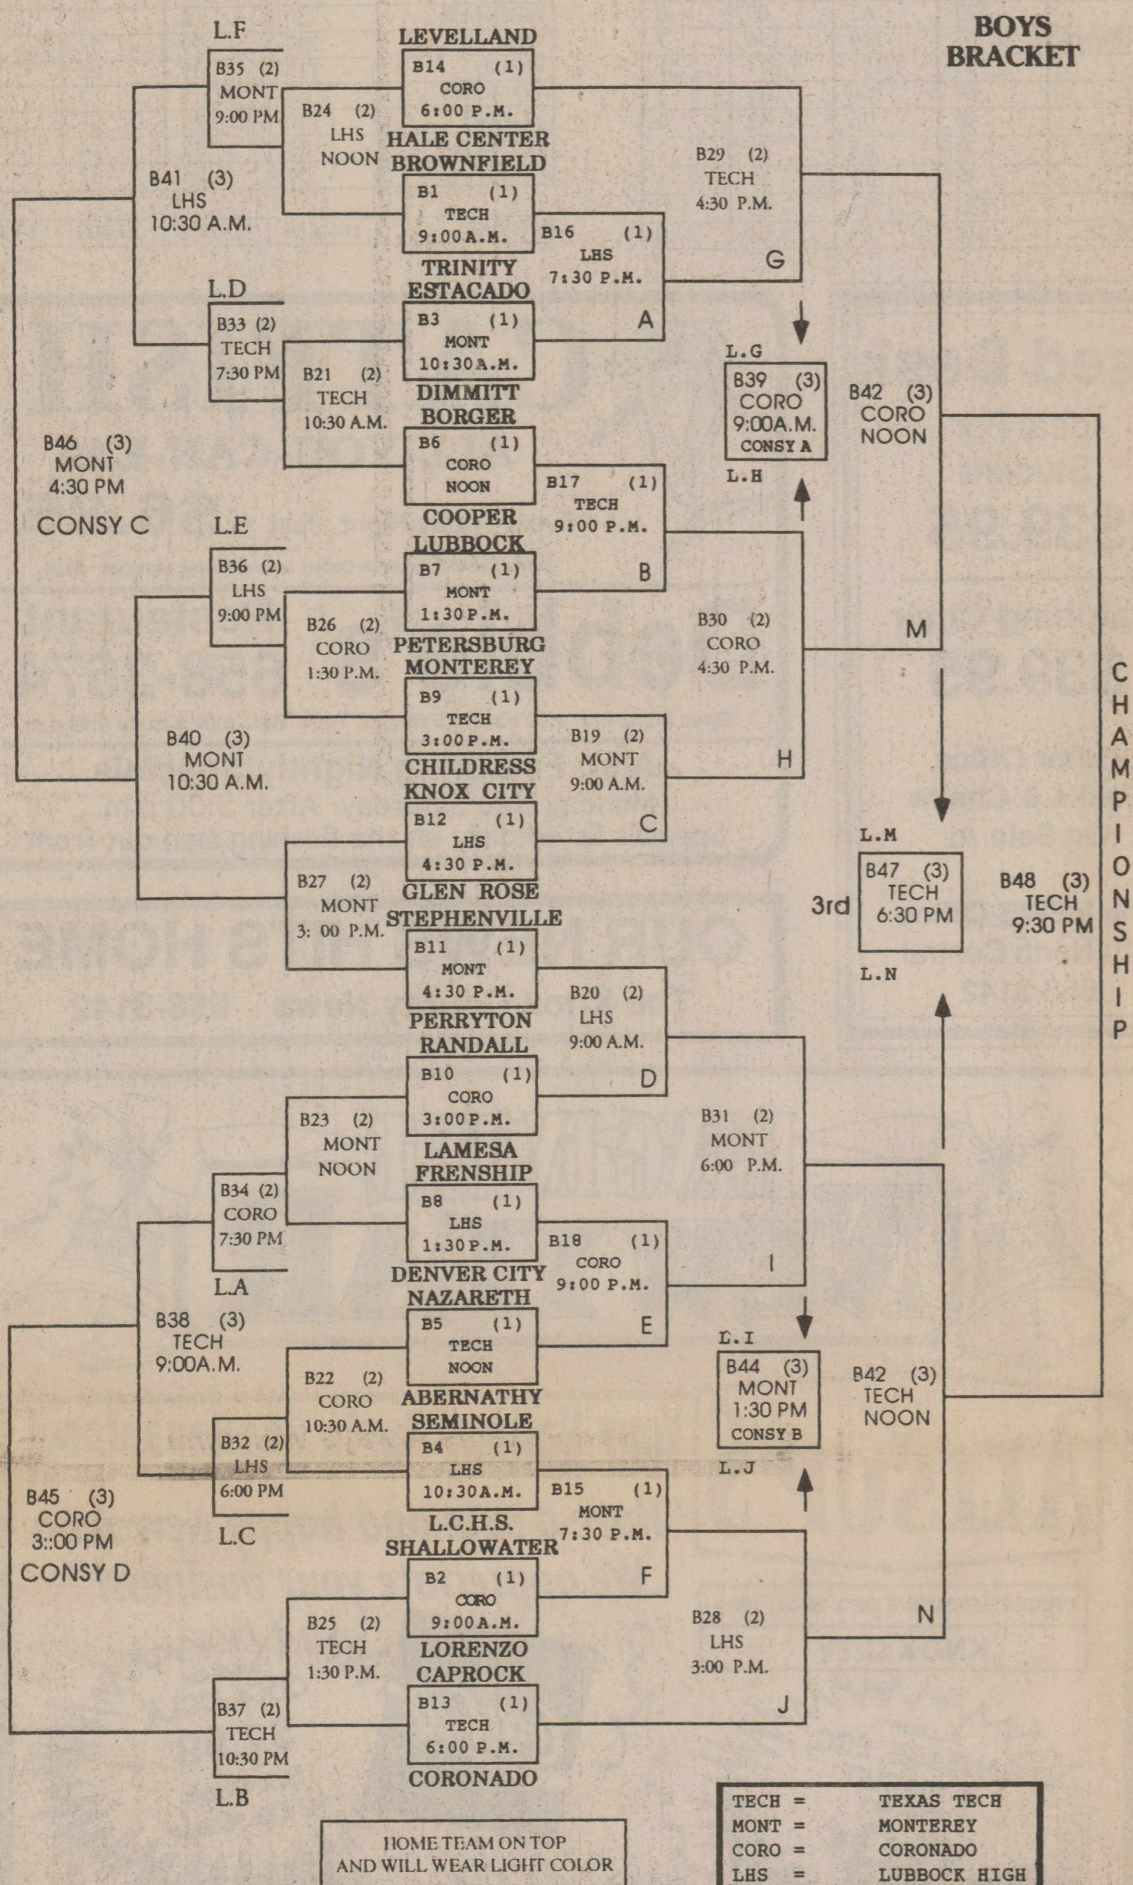 BOYS
BRACKET
L.F
B35 (2)
MONT
9:00 PM
B24 (2)
LHS
NOON
B41 (3)
LHS
10:30 A.M.
L.D
B33 (2)
TECH
7:30 PM
B21 (2)
TECH
10:30 A.M.
B46 (3)
MONT
4:30 PM
CONSY C
L.E
B36 (2)
LHS
9:00 PM
B26 (2)
CORO
1:30 P.M.
B40 (3)
MONT
10:30 A.M.
B27 (2)
MONT
3: 00 P.M.
B23 (2)
MONT
NOON
B34 (2)
CORO
7:30 PM
L.A
B38 (3)
TECH
9:00A.M.
B22 (2)
CORO
10:30 A.M.
B32 (2)
LHS
6:00 PM
L.C
B45 (3)
CORO
3::00 PM
CONSY D
B25 (2)
TECH
1:30 P.M.
B37 (2)
TECH
10:30 PM
L.B
LEVELLAND
B14 (1)
CORO
6:00 P.M.
HALE CENTER
BROWNFIELD
B1 (1)
TECH
9:00A.M.
TRINITY
ESTACADO
B3 (1)
MONT
10:30A.M.
DIMMITT
BORGER
B6 (1)
CORO
NOON
COOPER
LUBBOCK
B7 (1)
MONT
1:30P.M.
PETERSBURG
MONTEREY
B9 (1)
TECH
3:00P.M.
CHILDRESS
KNOX CITY
B12 (1)
LHS
4:30 P.M.
GLEN ROSE
STEPHENVILLE
B11 (1)
MONT
4:30 P.M.
PERRYTON
RANDALL
B10 (1)
CORO
3:00P.M.
LAMESA
FRENSHIP
B8 (1)
LHS
1:30P.M.
DENVER CITY
NAZARETH
B5 (1)
TECH
NOON
ABERNATHY
SEMINOLE
B4 (1)
LHS
10:30A.M.
L.C.H.S.
SHALLOWATER
B2 (1)
CORO
9:00A.M.
LORENZO
CAPROCK
B13 (1)
TECH
6:00 P.M.
CORONADO
B16 (1)
LHS
7:30 P.M.
A
B17 (1)
TECH
9:00 P.M.
B
B19 (2)
MONT
9:00 A.M.
C
B20 (2)
LHS
9:00 A.M.
D
B18 (1)
CORO
9:00 P.M.
E
B15 (1)
MONT
7:30 P.M.
F
B29 (2)
TECH
4:30 P.M.
G
B30 (2)
CORO
4:30 P.M.
H
B31 (2)
MONT
6:00 P.M.
I
B28 (2)
LHS
3:00 P.M.
J
L.G
B39 (3)
CORO
9:00A.M.
CONSY A
L.H
B42 (3)
CORO
NOON
M
L.M
3rd
B47 (3)
TECH
6:30 PM
L.N
B48 (3)
TECH
9:30 PM
CHAMPIONSHIP
L.I
B44 (3)
MONT
1:30 PM
CONSY B
L.J
B42 (3)
TECH
NOON
N
HOME TEAM ON TOP
AND WILL WEAR LIGHT COLOR
TECH = TEXAS TECH
MONT = MONTEREY
CORO = CORONADO
LHS = LUBBOCK HIGH